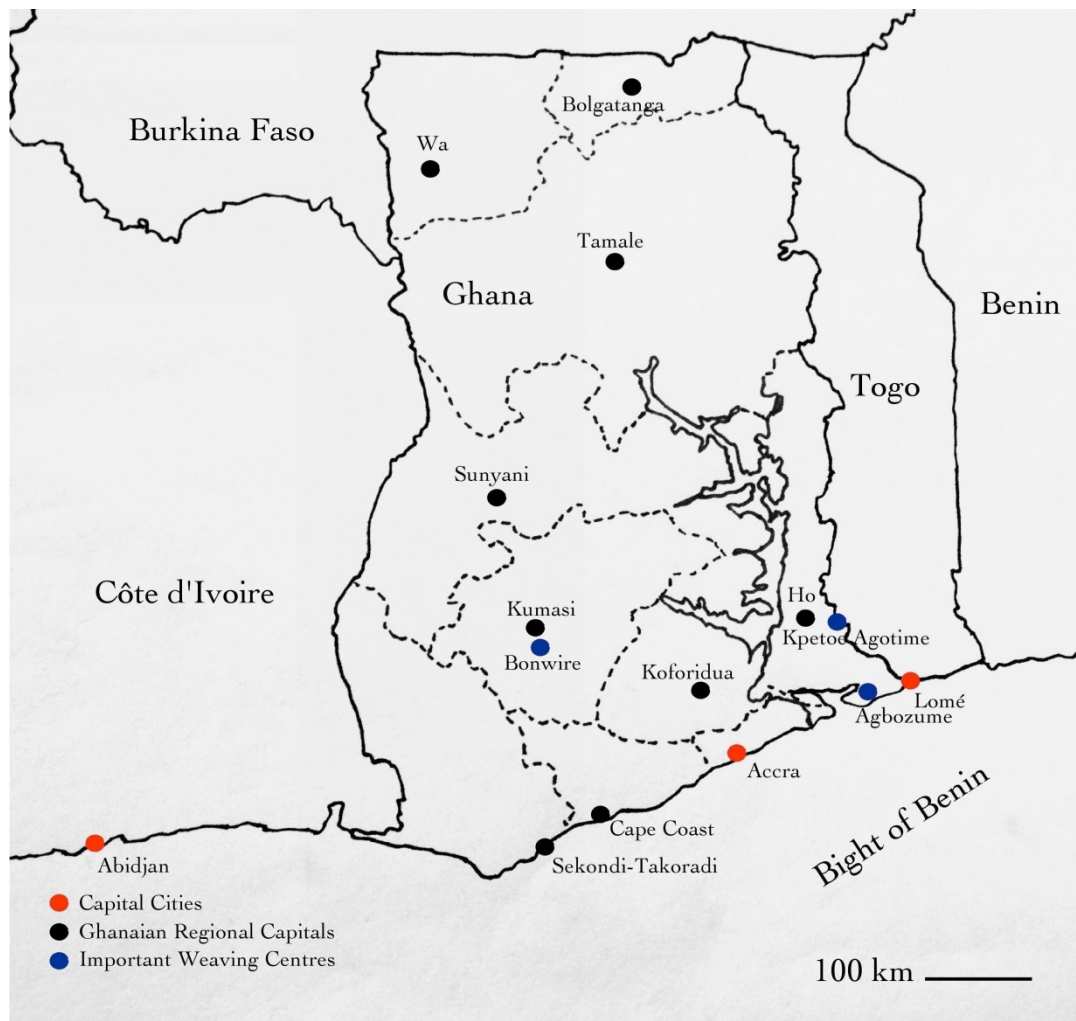 Bolgatanga
Burkina Faso
Wa
Tamale
Ghana
Benin
Togo
Sunyani
Côte d'Ivoire
Ho
Kumasi
Kpetoe Agotime
Bonwire
Koforidua
Lomé
Agbozume
Accra
Bight of Benin
Cape Coast
Abidjan
Sekondi-Takoradi
Capital Cities
Ghanaian Regional Capitals
Important Weaving Centres
100 km